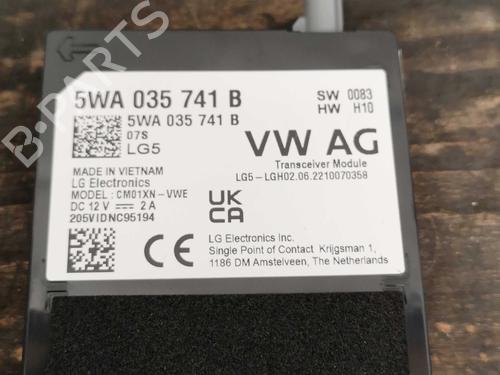 5WA 035 741 B
SW 0083
HW H10
5WA 035 741 B
07S
LG5
VW AG
Transceiver Module
LG5-LGH02.06.2210070358
MADE IN VIETNAM
LG Electronics
MODEL : CM01XN-VWE
DC 12 V ⎓ 2 A
205VIDNC95194
UK
CA
CE
LG Electronics Inc.
Single Point of Contact Krijgsman 1,
1186 DM Amstelveen, The Netherlands
B-PARTS